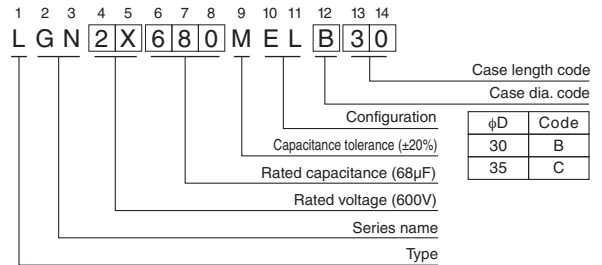 1 2 3 4 5 6 7 8 9 10 11 12 13 14
L G N 2 X 6 8 0 M E L B 3 0
Case length code
Case dia. code
Configuration
Capacitance tolerance (±20%)
Rated capacitance (68µF)
Rated voltage (600V)
Series name
Type
ϕD Code
30 B
35 C